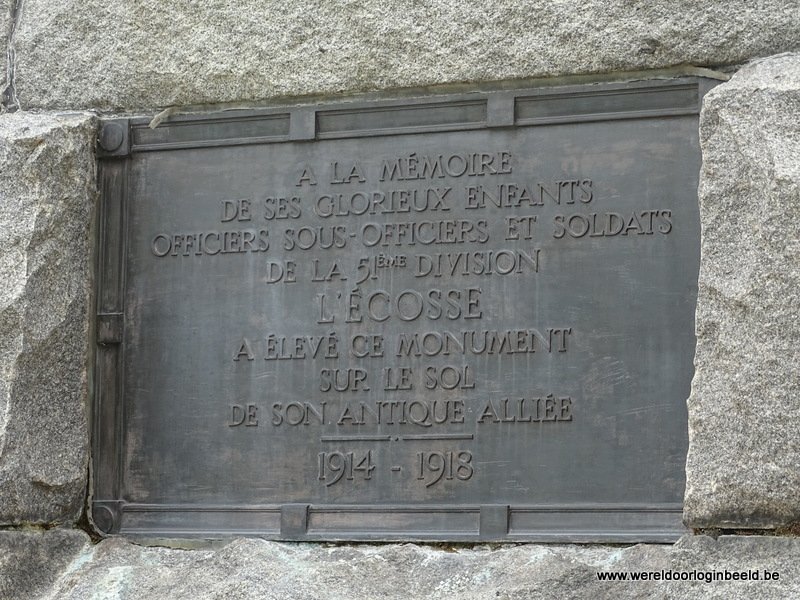 A LA MÉMOIRE
DE SES GLORIEUX ENFANTS
OFFICIERS SOUS-OFFICIERS ET SOLDATS
DE LA 51ÈME DIVISION
L'ÉCOSSE
A ÉLEVÉ CE MONUMENT
SUR LE SOL
DE SON ANTIQUE ALLIÉE
1914 - 1918
www.wereldoorloginbeeld.be